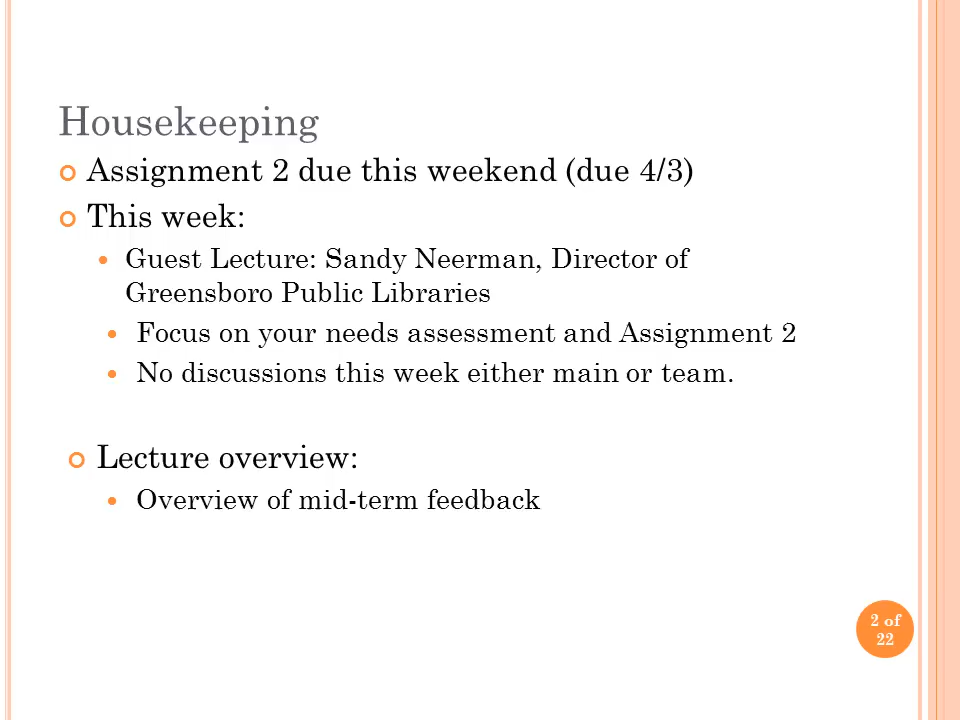 Housekeeping
Assignment 2 due this weekend (due 4/3)
This week:
Guest Lecture: Sandy Neerman, Director of
Greensboro Public Libraries
Focus on your needs assessment and Assignment 2
No discussions this week either main or team.
Lecture overview:
Overview of mid-term feedback
2 of
22